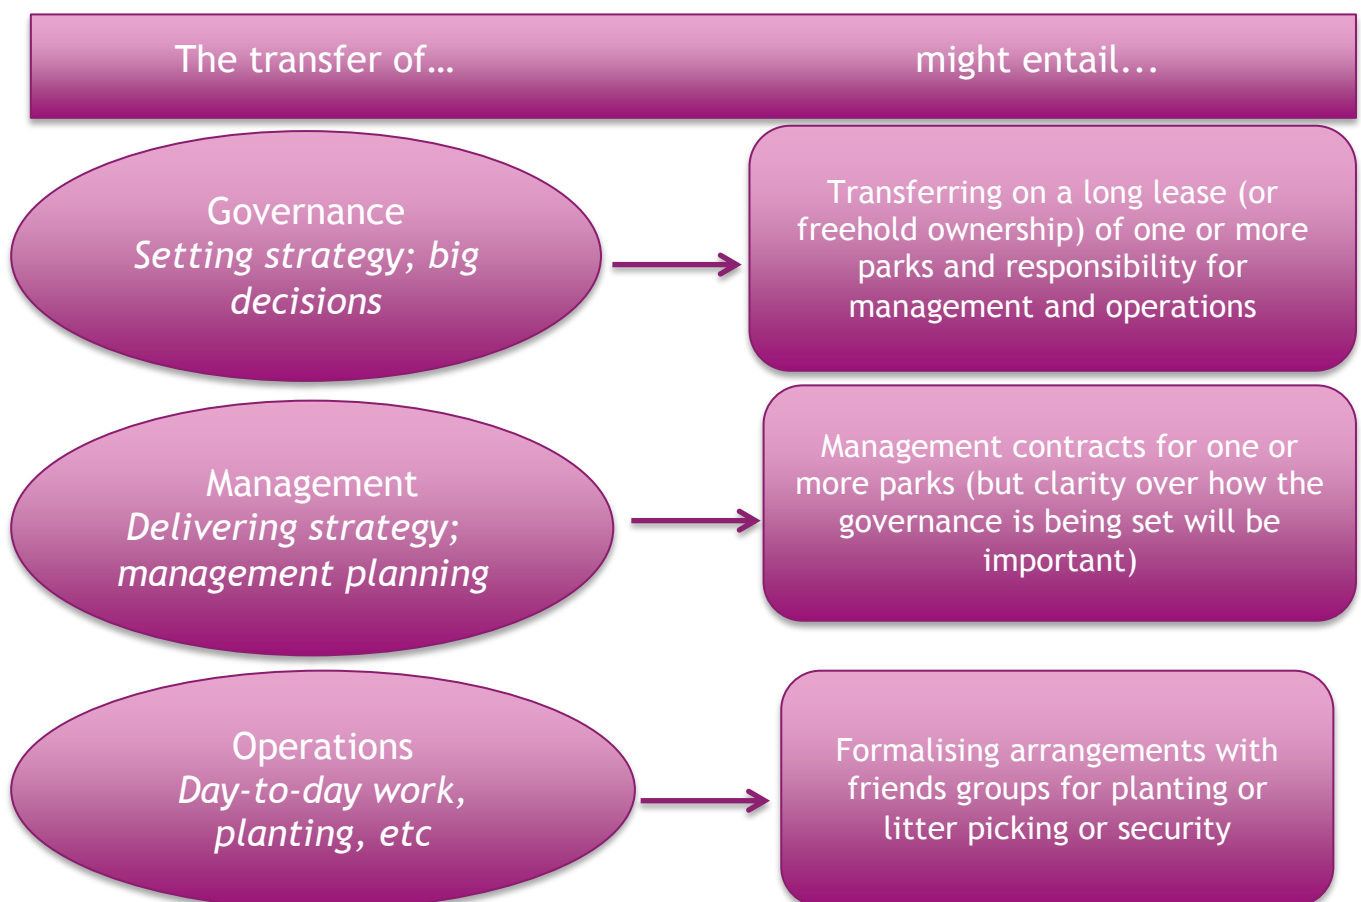 The transfer of…
might entail...
Governance
Setting strategy; big
decisions
Transferring on a long lease (or
freehold ownership) of one or more
parks and responsibility for
management and operations
Management
Delivering strategy;
management planning
Management contracts for one or
more parks (but clarity over how the
governance is being set will be
important)
Operations
Day-to-day work,
planting, etc
Formalising arrangements with
friends groups for planting or
litter picking or security